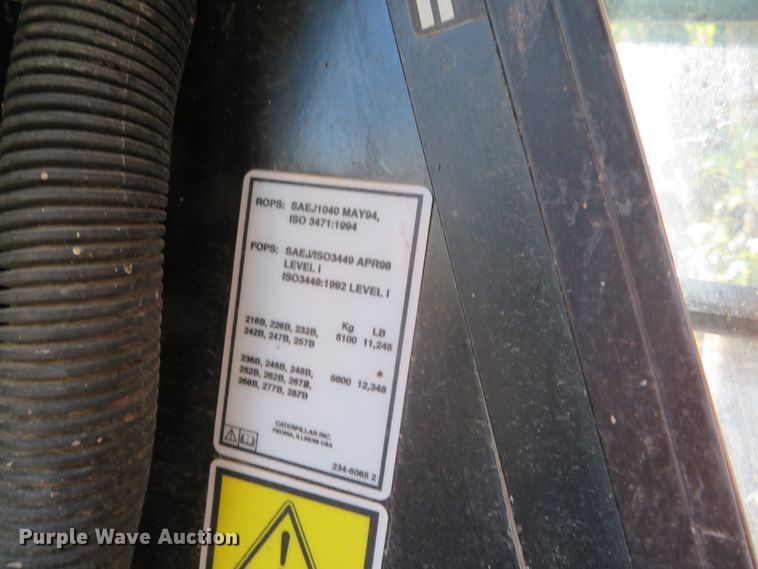 ROPS: SAEJ1040 MAY94,
ISO 3471:1994
FOPS: SAEJ/ISO3449 APR98
LEVEL I
ISO3449:1992 LEVEL I
Kg LB
216B, 226B, 232B,
242B, 247B, 257B 5100 11,245
236B, 246B, 248B,
252B, 262B, 267B, 5600 12,348
268B, 277B, 287B
CATERPILLAR INC.
PEORIA, ILLINOIS USA
234-6065 2
Purple Wave Auction